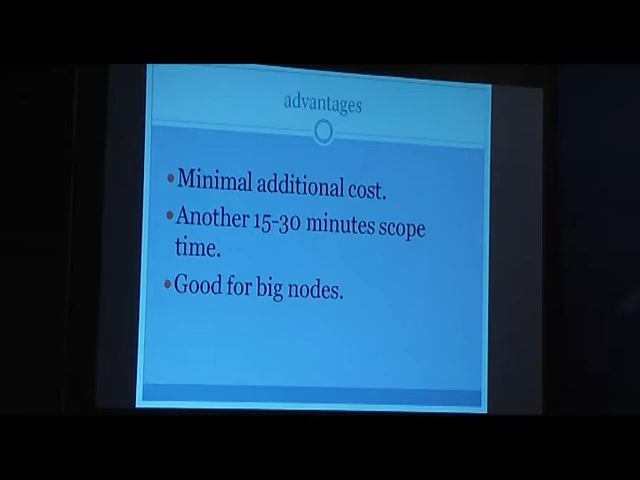 advantages
•Minimal additional cost.
•Another 15-30 minutes scope
time.
•Good for big nodes.